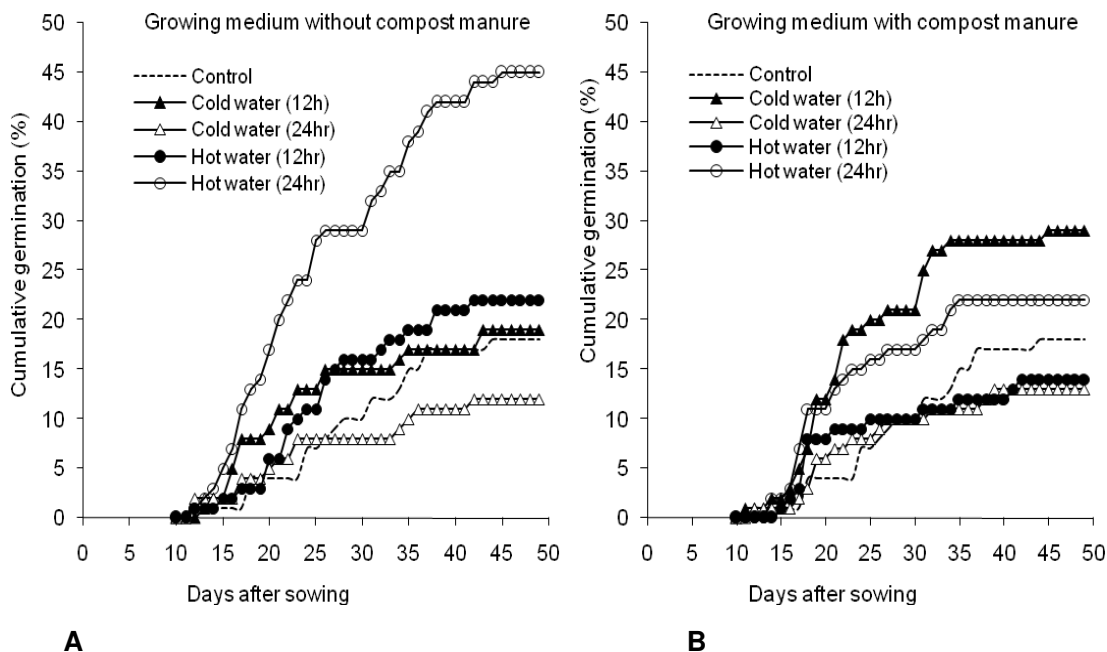 Growing medium without compost manure
Control
Cold water (12h)
Cold water (24hr)
Hot water (12hr)
Hot water (24hr)
Cumulative germination (%)
50
45
40
35
30
25
20
15
10
5
0
0 5 10 15 20 25 30 35 40 45 50
Days after sowing
A
Growing medium with compost manure
Control
Cold water (12h)
Cold water (24hr)
Hot water (12hr)
Hot water (24hr)
Cumulative germination (%)
50
45
40
35
30
25
20
15
10
5
0
0 5 10 15 20 25 30 35 40 45 50
Days after sowing
B